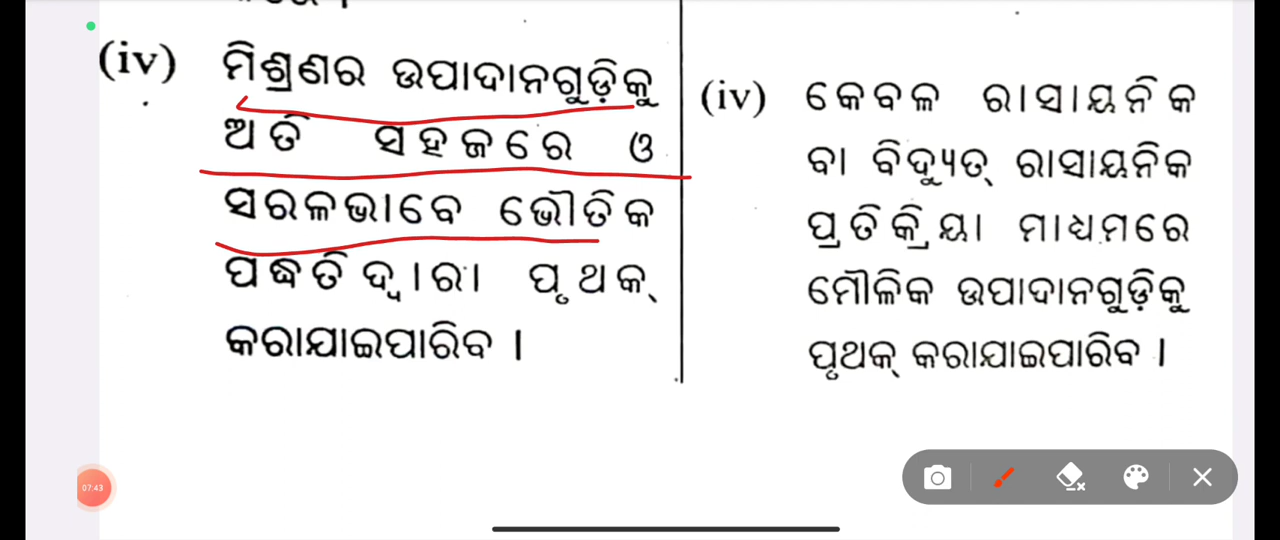 (iv) ମିଶ୍ରଣର ଉପାଦାନଗୁଡ଼ିକୁ
ଅତି ସହଜରେ ଓ
ସରଳଭାବେ ଭୌତିକ
ପଦ୍ଧତି ଦ୍ୱାରା ପୃଥକ୍
କରାଯାଇପାରିବ ।
(iv) କେବଳ ରାସାୟନିକ
ବା ବିଦ୍ୟୁତ୍ ରାସାୟନିକ
ପ୍ରତିକ୍ରିୟା ମାଧ୍ୟମରେ
ମୌଳିକ ଉପାଦାନଗୁଡ଼ିକୁ
ପୃଥକ୍ କରାଯାଇପାରିବ ।
07:43